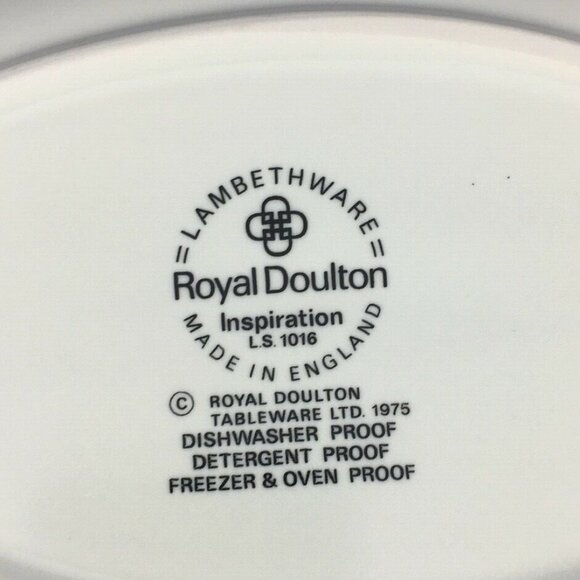 = LAMBETHWARE =
Royal Doulton
Inspiration
L.S. 1016
MADE IN ENGLAND
© ROYAL DOULTON
TABLEWARE LTD. 1975
DISHWASHER PROOF
DETERGENT PROOF
FREEZER & OVEN PROOF